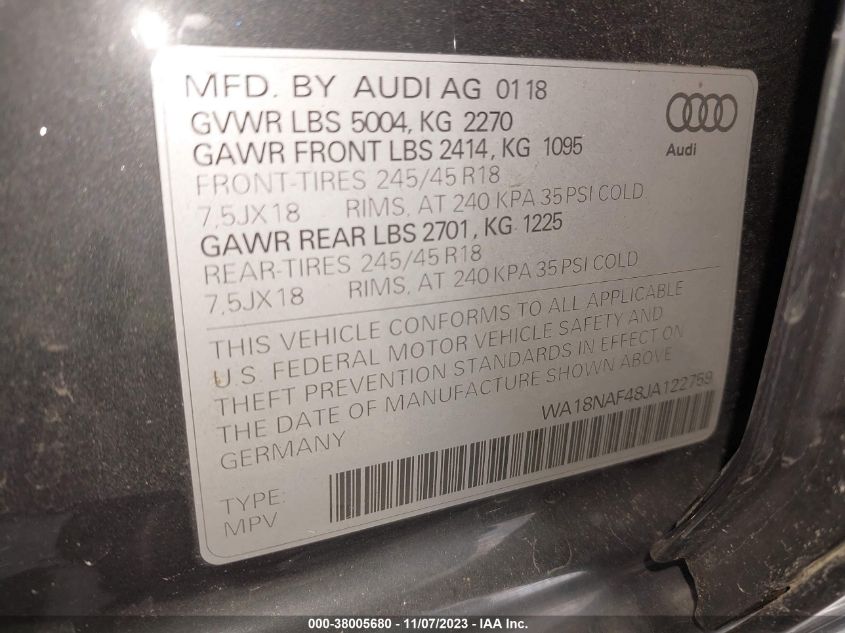 MFD. BY AUDI AG 01 18
GVWR LBS 5004, KG 2270
GAWR FRONT LBS 2414, KG 1095
FRONT-TIRES 245/45 R18
7,5JX18 RIMS, AT 240 KPA 35 PSI COLD
GAWR REAR LBS 2701, KG 1225
REAR-TIRES 245/45 R18
7,5JX18 RIMS, AT 240 KPA 35 PSI COLD
Audi
THIS VEHICLE CONFORMS TO ALL APPLICABLE
U.S. FEDERAL MOTOR VEHICLE SAFETY AND
THEFT PREVENTION STANDARDS IN EFFECT ON
THE DATE OF MANUFACTURE SHOWN ABOVE
GERMANY
WA18NAF48JA122759
TYPE:
MPV
000-38005680 - 11/07/2023 - IAA Inc.